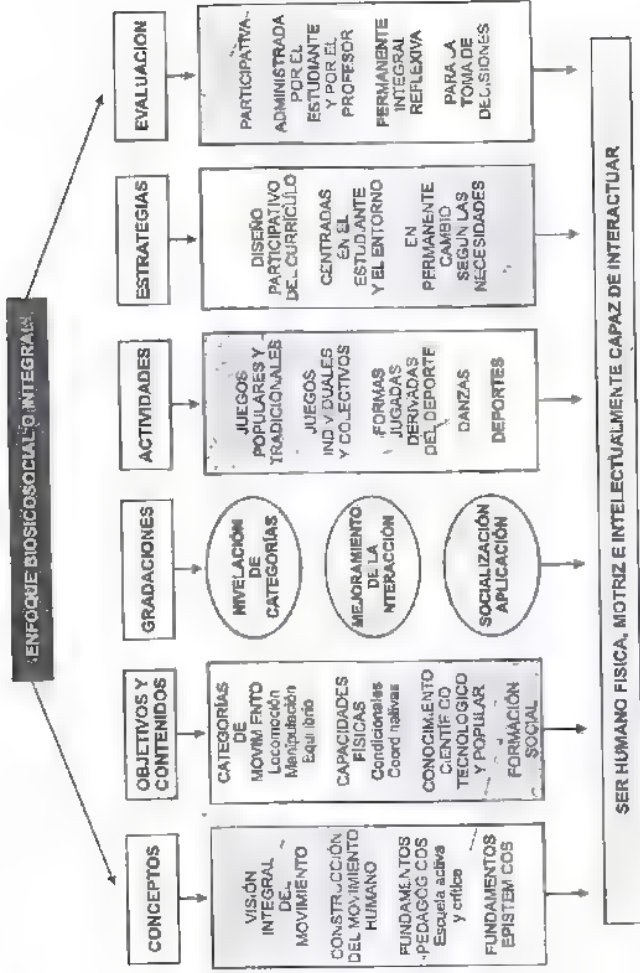 ENFOQUE BIOSICOSOCIAL O INTEGRAL
CONCEPTOS
VISIÓN
INTEGRAL
DEL
MOVIMIENTO
CONSTRUCCIÓN
DEL MOVIMIENTO
HUMANO
FUNDAMENTOS
PEDAGOGICOS
Escuela activa
y crítica
FUNDAMENTOS
EPISTEMICOS
OBJETIVOS Y
CONTENIDOS
CATEGORÍAS
DE
MOVIMIENTO
Locomoción
Manipulación
Equilibrio
CAPACIDADES
FÍSICAS
Condicionales
Coordinativas
CONOCIMIENTO
CIENTÍFICO
TECNOLOGICO
Y POPULAR
FORMACIÓN
SOCIAL
GRADACIONES
NIVELACIÓN
DE
CATEGORÍAS
MEJORAMIENTO
DE LA
INTERACCIÓN
SOCIALIZACIÓN
APLICACIÓN
ACTIVIDADES
JUEGOS
POPULARES Y
TRADICIONALES
JUEGOS
INDIVIDUALES
Y COLECTIVOS
FORMAS
JUGADAS
DERIVADAS
DEL DEPORTE
DANZAS
DEPORTES
ESTRATEGIAS
DISEÑO
PARTICIPATIVO
DEL CURRÍCULO
CENTRADAS
EN EL
ESTUDIANTE
Y EL ENTORNO
EN
PERMANENTE
CAMBIO
SEGÚN LAS
NECESIDADES
EVALUACIÓN
PARTICIPATIVA
ADMINISTRADA
POR EL
ESTUDIANTE
Y POR EL
PROFESOR
PERMANENTE
INTEGRAL
REFLEXIVA
PARA LA
TOMA DE
DECISIONES
SER HUMANO FISICA, MOTRIZ E INTELECTUALMENTE CAPAZ DE INTERACTUAR